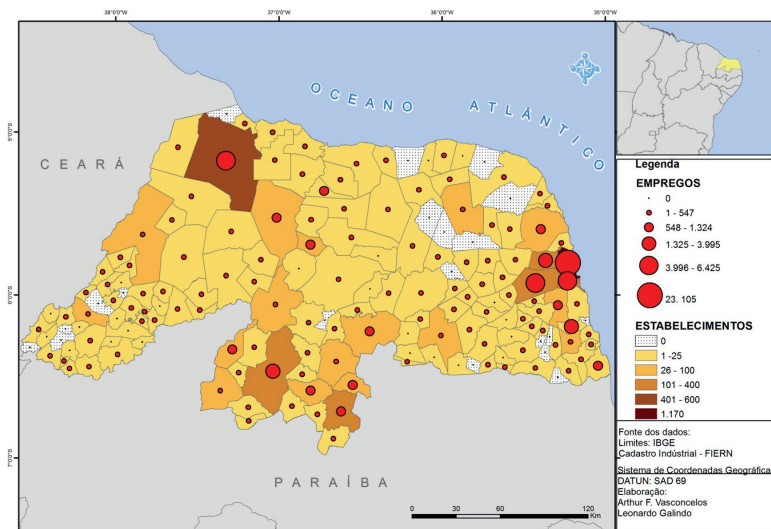 38°0'0"W
37°0'0"W
36°0'0"W
35°0'0"W
OCEANO ATLÂNTICO
5°0'0"S
CEARÁ
6°0'0"S
7°0'0"S
PARAÍBA
0 30 60 90 120
Km
Legenda
EMPREGOS
0
1 - 547
548 - 1.324
1.325 - 3.995
3.996 - 6.425
23. 105
ESTABELECIMENTOS
0
1 -25
26 - 100
101 - 400
401 - 600
1.170
Fonte dos dados:
Limites: IBGE
Cadastro Indústrial - FIERN
Sistema de Coordenadas Geográfica
DATUN: SAD 69
Elaboração:
Arthur F. Vasconcelos
Leonardo Galindo